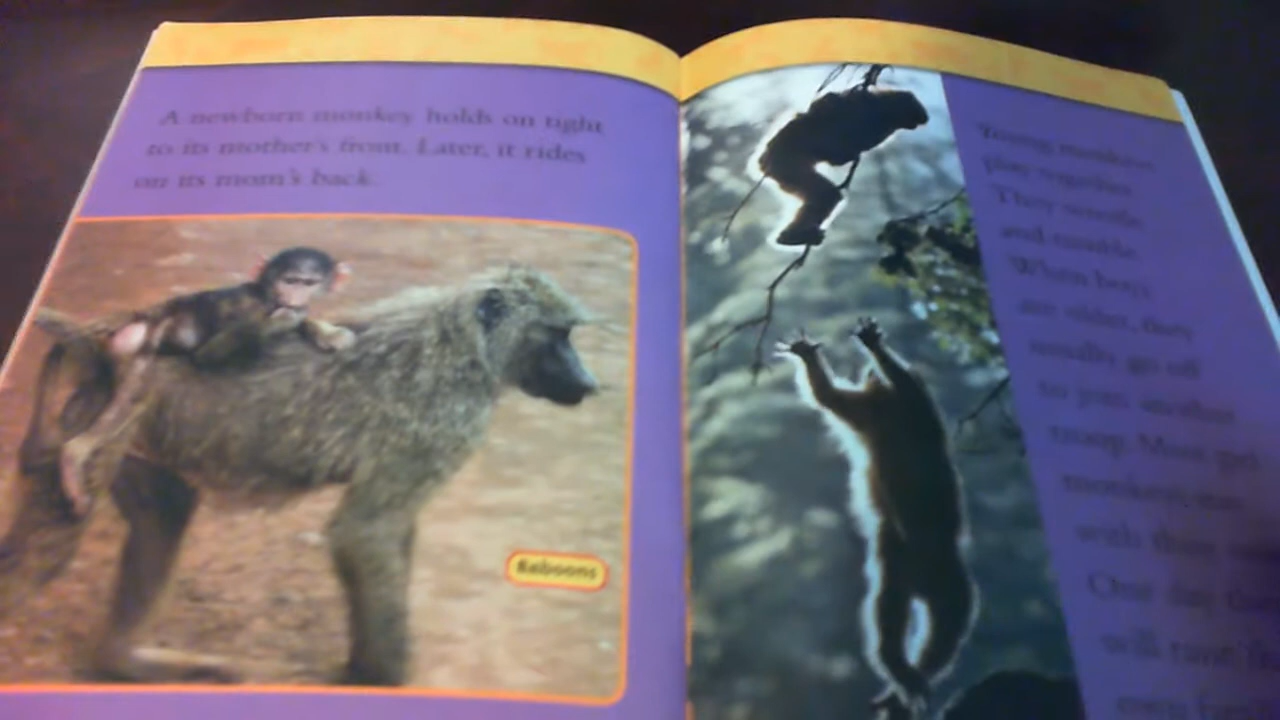 A newborn monkey holds on tight
to its mother's front. Later, it rides
on its mom's back.
Baboons
Young monkeys
play together.
They wrestle
and tumble.
When boys
are older, they
usually go off
to join another
troop. Most girl
monkeys stay
with their
One day
will